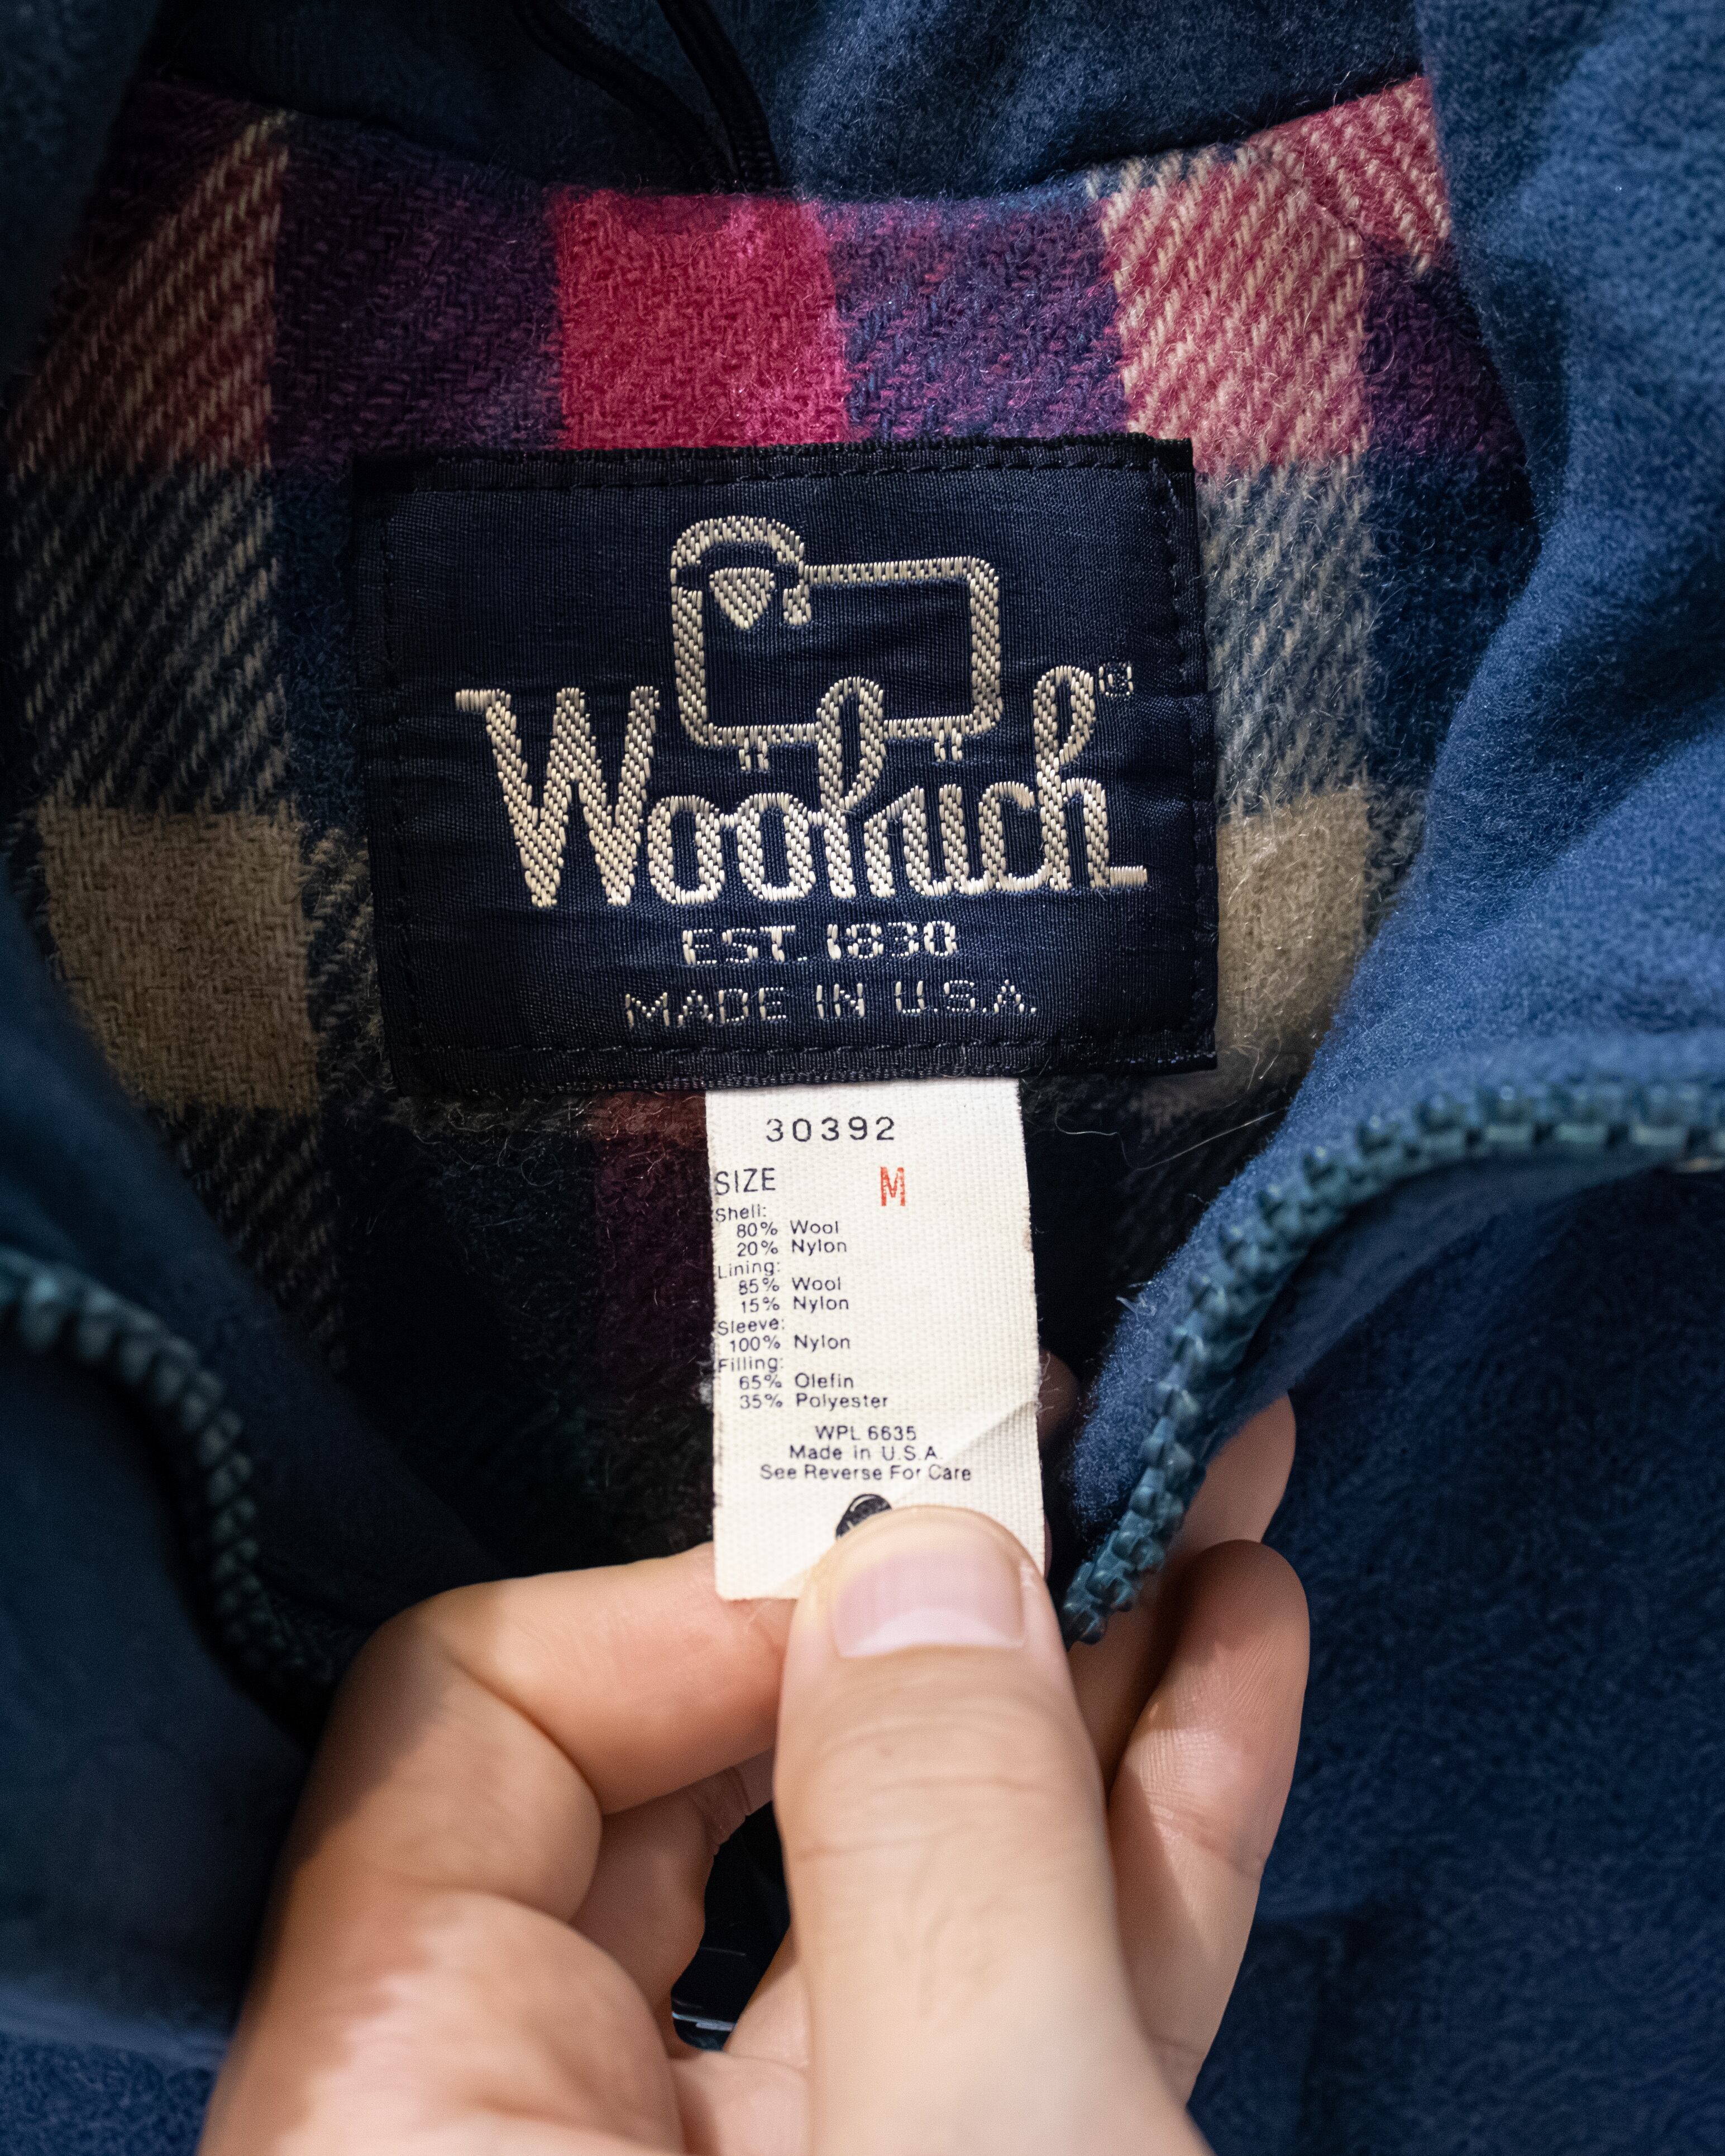 Woolrich®
EST. 1830
MADE IN U.S.A.
30392
SIZE M
Shell:
80% Wool
20% Nylon
Lining:
85% Wool
15% Nylon
Sleeve:
100% Nylon
Filling:
65% Olefin
35% Polyester
WPL 6635
Made in U.S.A.
See Reverse For Care